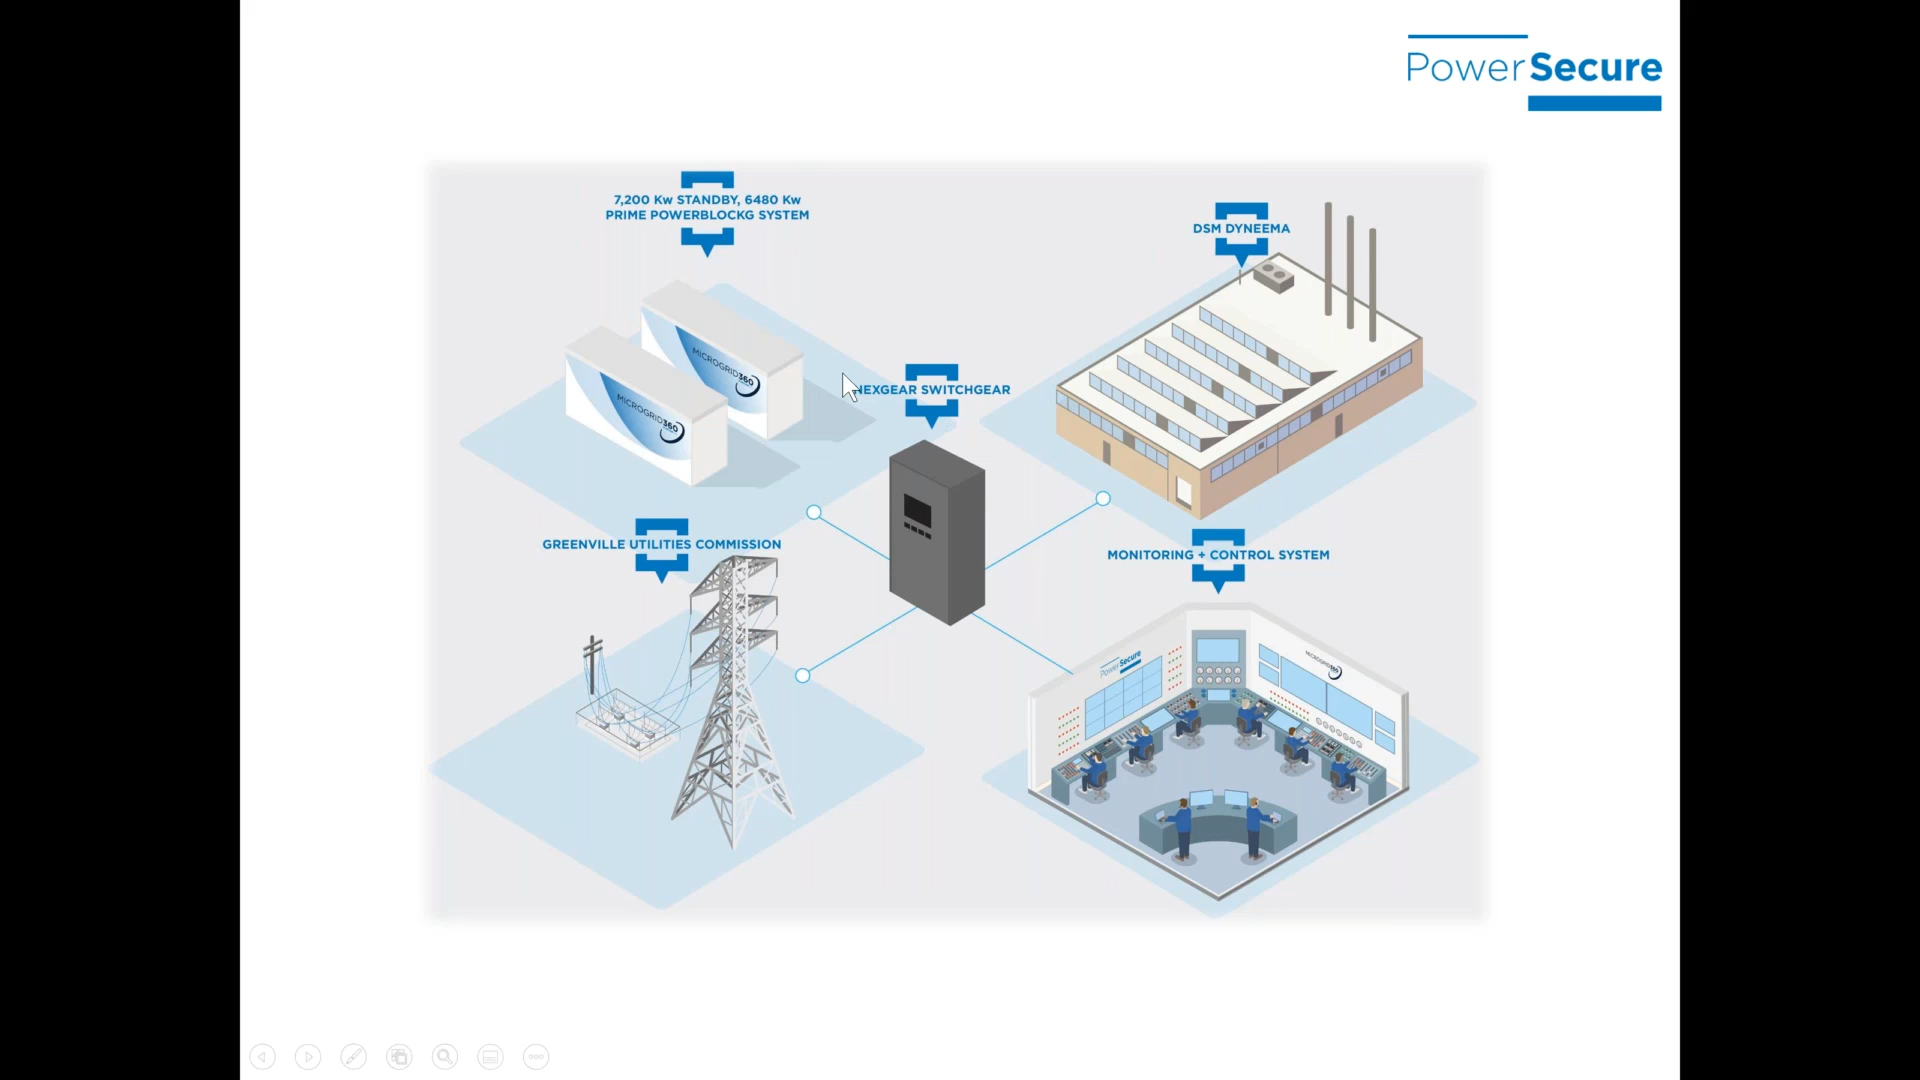 PowerSecure
7,200 Kw STANDBY, 6480 Kw
PRIME POWERBLOCKG SYSTEM
DSM DYNEEMA
MICROGRID360
MICROGRID360
NEXGEAR SWITCHGEAR
GREENVILLE UTILITIES COMMISSION
MONITORING + CONTROL SYSTEM
PowerSecure
MICROGRID360